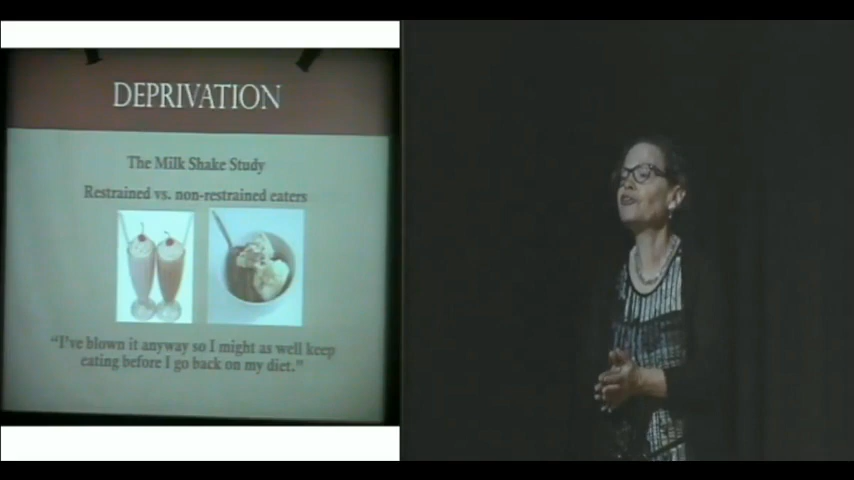 DEPRIVATION
The Milk Shake Study
Restrained vs. non-restrained eaters
“I’ve blown it anyway so I might as well keep
eating before I go back on my diet.”